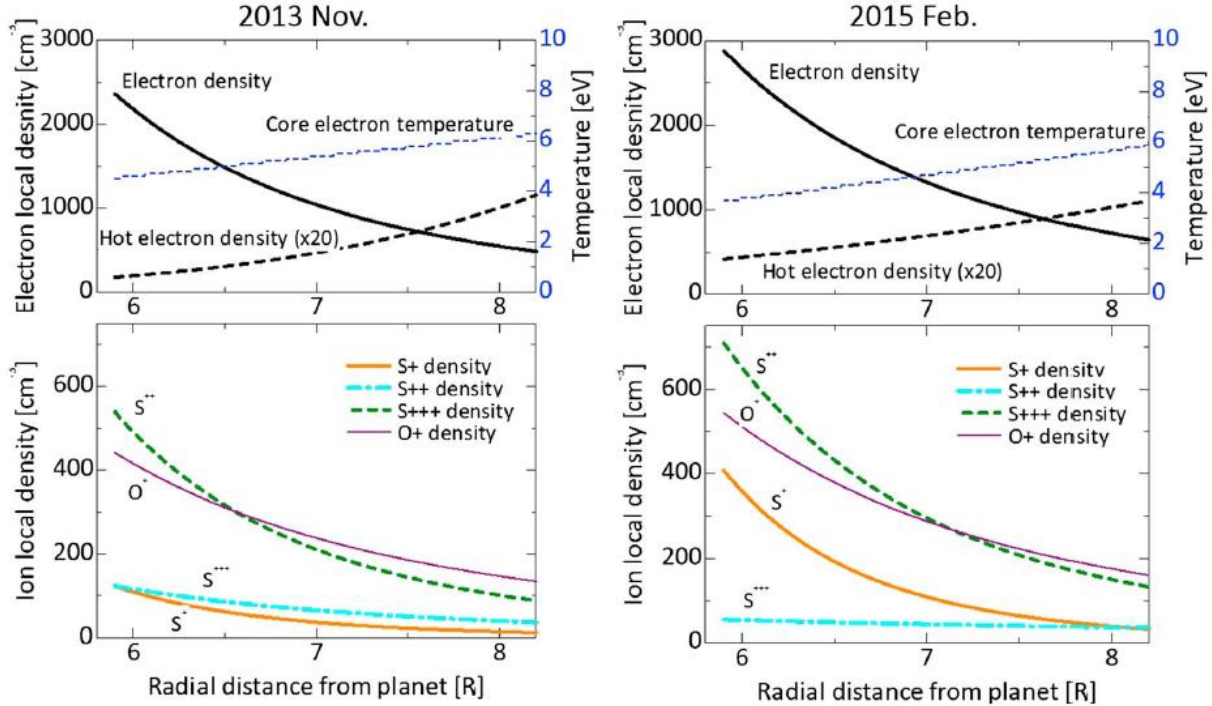 2013 Nov.
Electron local desnity [cm⁻³]
3000
2000
1000
0
Electron density
Core electron temperature
Hot electron density (x20)
10
8
6
4
2
0
Temperature [eV]
6
7
8
2015 Feb.
Electron local density [cm⁻³]
3000
2000
1000
0
Electron density
Core electron temperature
Hot electron density (x20)
10
8
6
4
2
0
Temperature [eV]
6
7
8
Ion local density [cm⁻³]
600
400
200
0
S⁺⁺
O⁺
S⁺⁺⁺
S⁺
S+ density
S++ density
S+++ density
O+ density
6
7
8
Radial distance from planet [R]
Ion local density [cm⁻³]
600
400
200
0
S⁺⁺
O⁺
S⁺
S⁺⁺⁺
S+ density
S++ density
S+++ density
O+ density
6
7
8
Radial distance from planet [R]